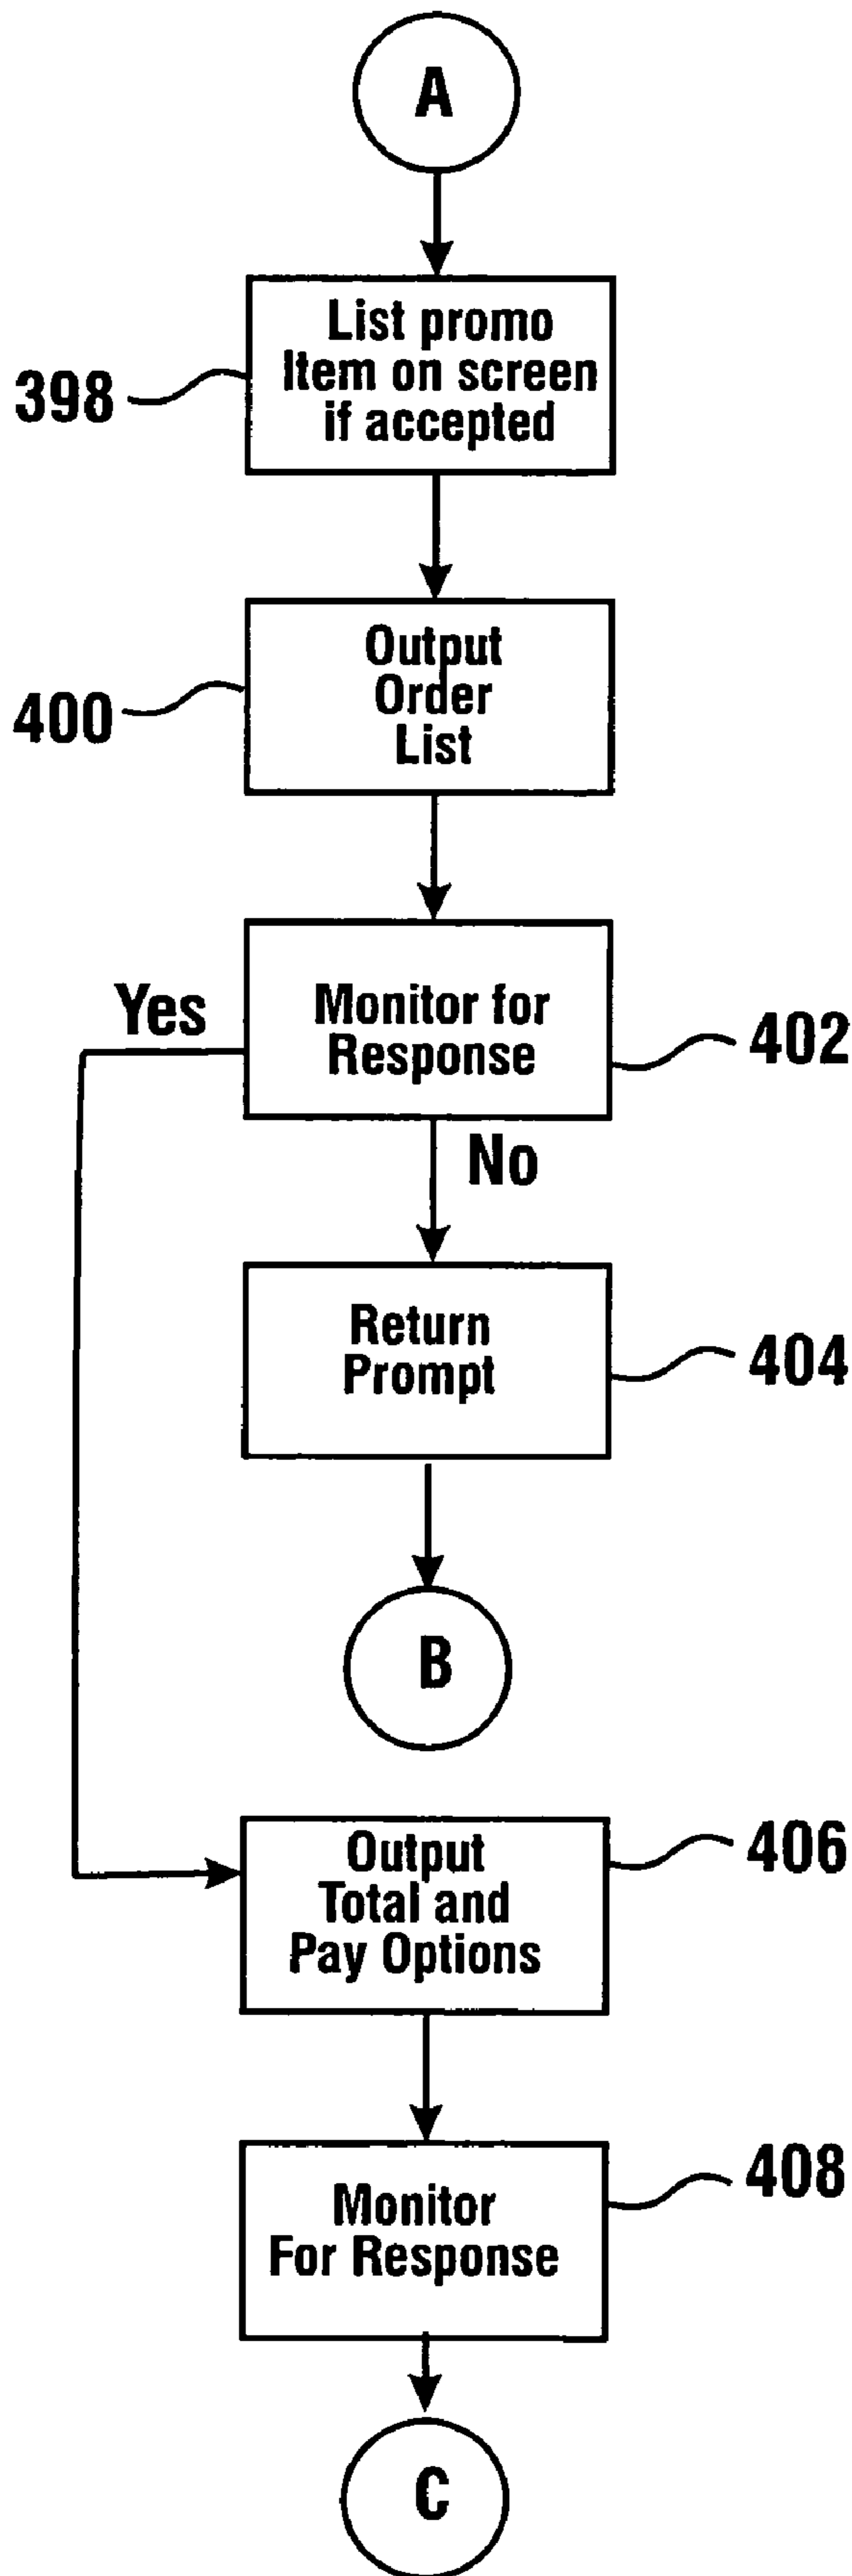 A
List promo
Item on screen
if accepted
398
Output
Order
List
400
Yes
Monitor for
Response
402
No
Return
Prompt
404
B
Output
Total and
Pay Options
406
Monitor
For Response
408
C